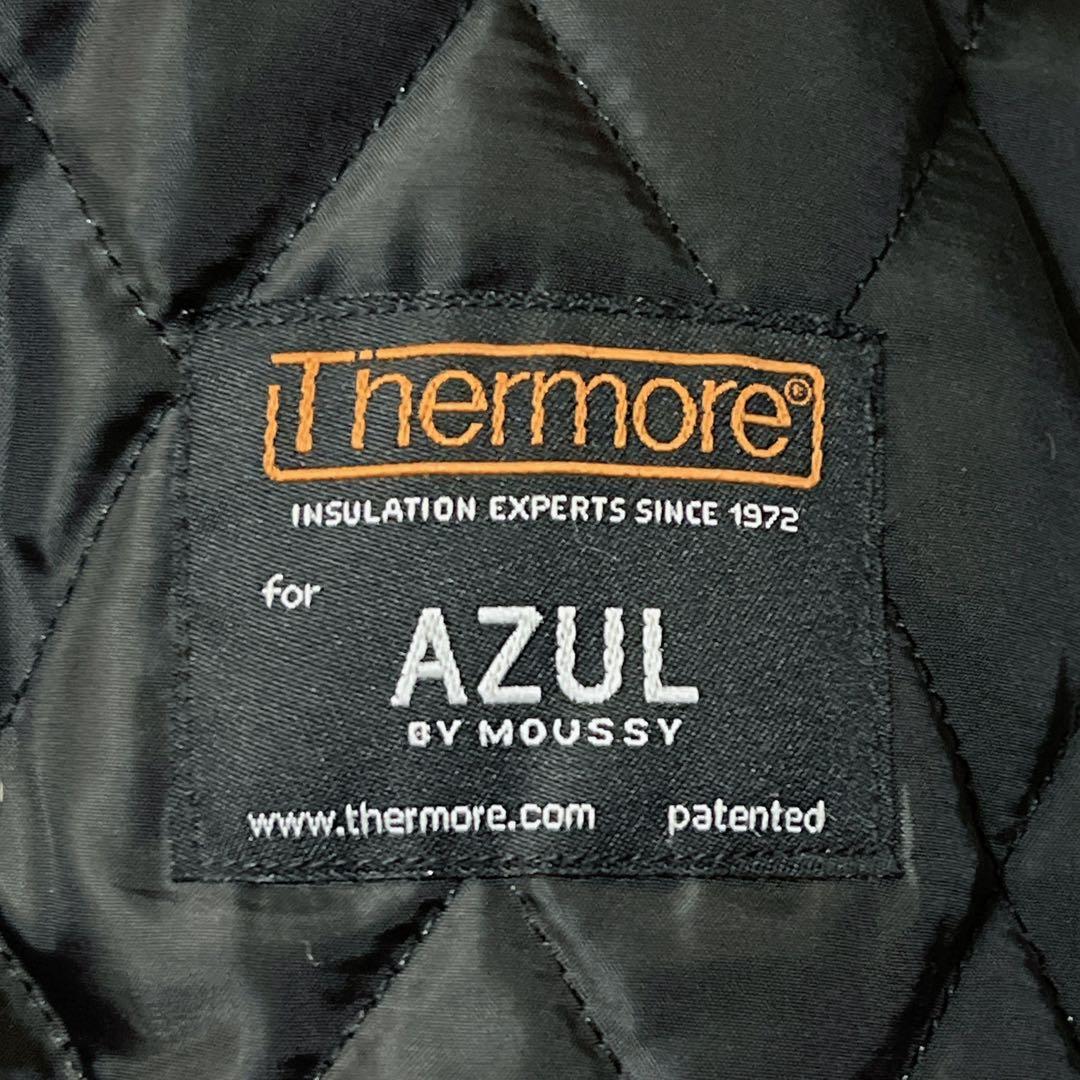 Thermore®
INSULATION EXPERTS SINCE 1972
for
AZUL
BY MOUSSY
www.thermore.com patented